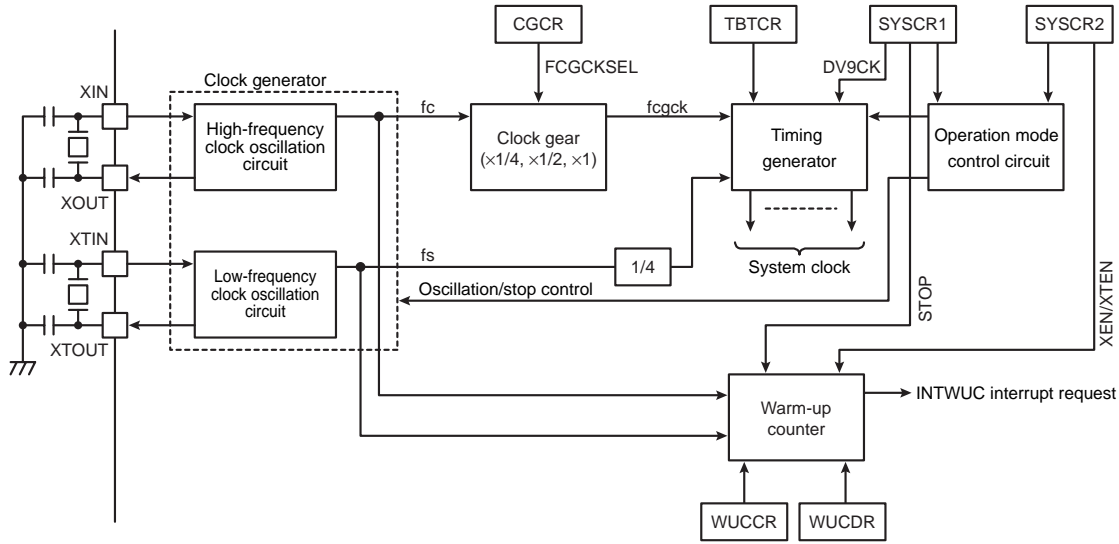 CGCR
TBTCR
SYSCR1
SYSCR2
FCGCKSEL
DV9CK
Clock generator
XIN
High-frequency
clock oscillation
circuit
fc
Clock gear
(×1/4, ×1/2, ×1)
fcgck
Timing
generator
Operation mode
control circuit
XOUT
XTIN
Low-frequency
clock oscillation
circuit
fs
1/4
System clock
Oscillation/stop control
STOP
XEN/XTEN
XTOUT
Warm-up
counter
INTWUC interrupt request
WUCCR
WUCDR